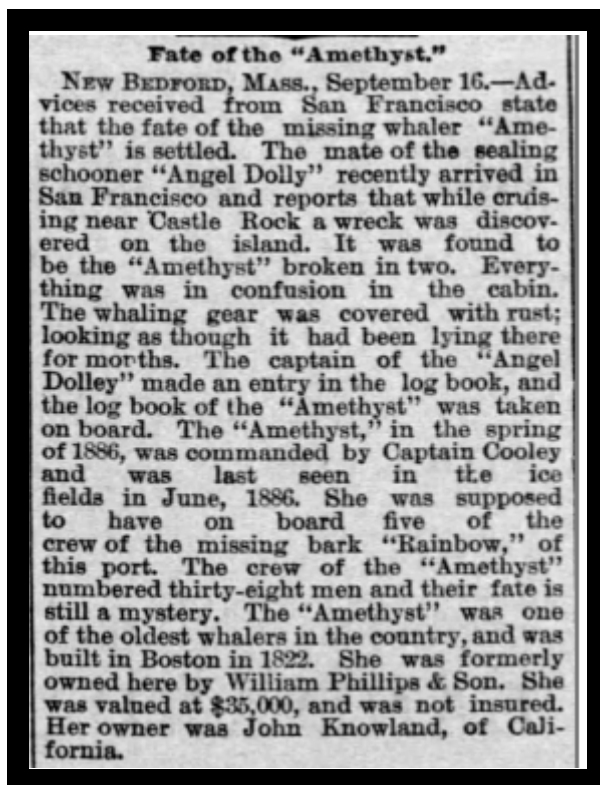 Fate of the "Amethyst."
NEW BEDFORD, MASS., September 16.—Ad-
vices received from San Francisco state
that the fate of the missing whaler "Ame-
thyst" is settled. The mate of the sealing
schooner "Angel Dolly" recently arrived in
San Francisco and reports that while cruis-
ing near Castle Rock a wreck was discov-
ered on the island. It was found to
be the "Amethyst" broken in two. Every-
thing was in confusion in the cabin.
The whaling gear was covered with rust;
looking as though it had been lying there
for months. The captain of the "Angel
Dolley" made an entry in the log book, and
the log book of the "Amethyst" was taken
on board. The "Amethyst," in the spring
of 1886, was commanded by Captain Cooley
and was last seen in the ice
fields in June, 1886. She was supposed
to have on board five of the
crew of the missing bark "Rainbow," of
this port. The crew of the "Amethyst"
numbered thirty-eight men and their fate is
still a mystery. The "Amethyst" was one
of the oldest whalers in the country, and was
built in Boston in 1822. She was formerly
owned here by William Phillips & Son. She
was valued at $35,000, and was not insured.
Her owner was John Knowland, of Cali-
fornia.